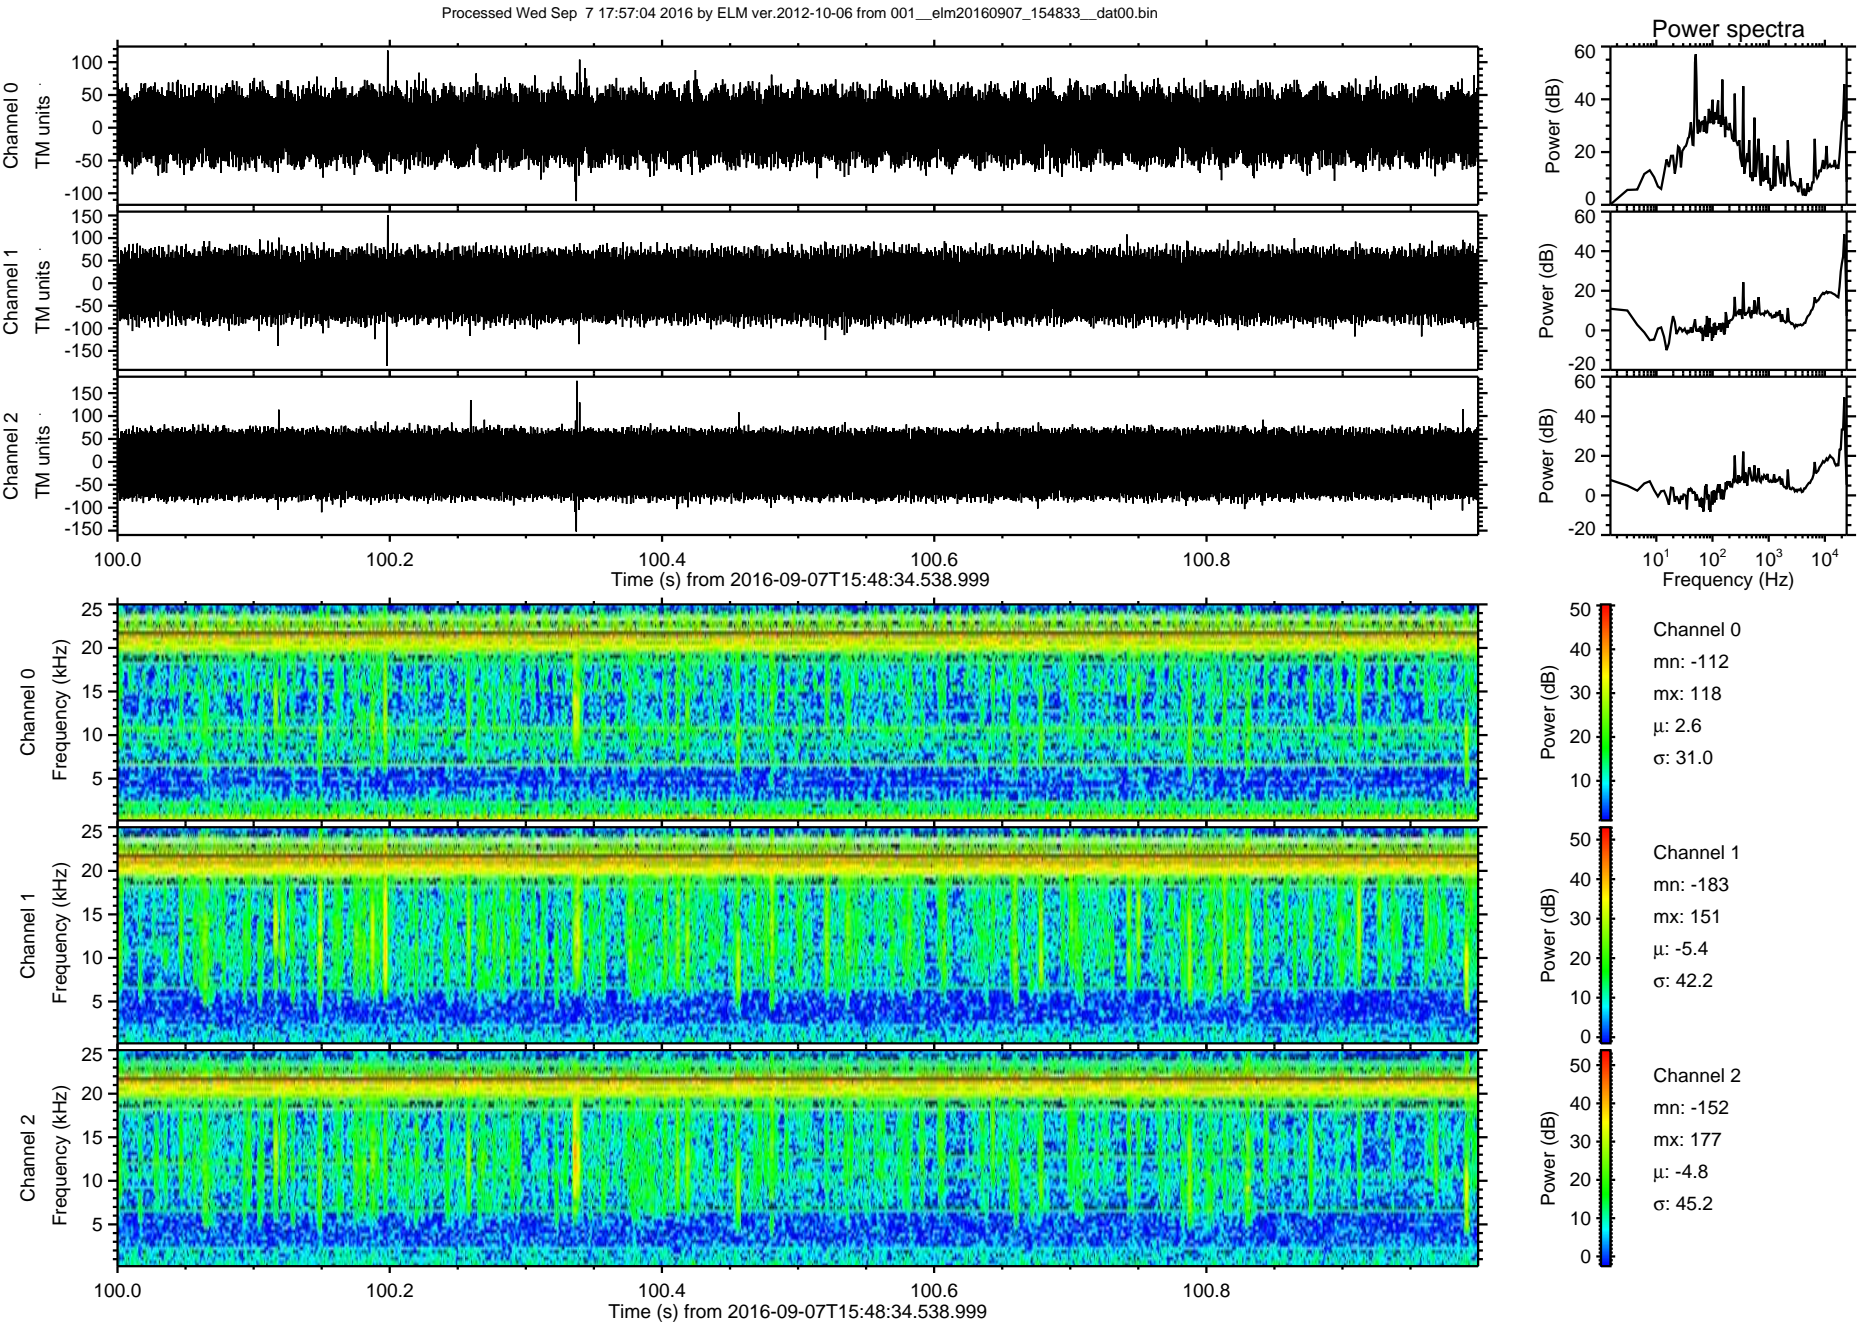 Processed Wed Sep 7 17:57:04 2016 by ELM ver.2012-10-06 from 001__elm20160907_154833__dat00.bin
Power spectra
Channel 0
TM units
100
50
0
-50
-100
Power (dB)
60
40
20
0
Channel 1
TM units
150
100
50
0
-50
-100
-150
Power (dB)
60
40
20
0
-20
Channel 2
TM units
150
100
50
0
-50
-100
-150
Power (dB)
60
40
20
0
-20
100.0 100.2 100.4 100.6 100.8
Time (s) from 2016-09-07T15:48:34.538.999
10^1 10^2 10^3 10^4
Frequency (Hz)
Channel 0
Frequency (kHz)
25
20
15
10
5
Power (dB)
50
40
30
20
10
Channel 0
mn: -112
mx: 118
μ: 2.6
σ: 31.0
Channel 1
Frequency (kHz)
25
20
15
10
5
Power (dB)
50
40
30
20
10
0
Channel 1
mn: -183
mx: 151
μ: -5.4
σ: 42.2
Channel 2
Frequency (kHz)
25
20
15
10
5
Power (dB)
50
40
30
20
10
0
Channel 2
mn: -152
mx: 177
μ: -4.8
σ: 45.2
100.0 100.2 100.4 100.6 100.8
Time (s) from 2016-09-07T15:48:34.538.999